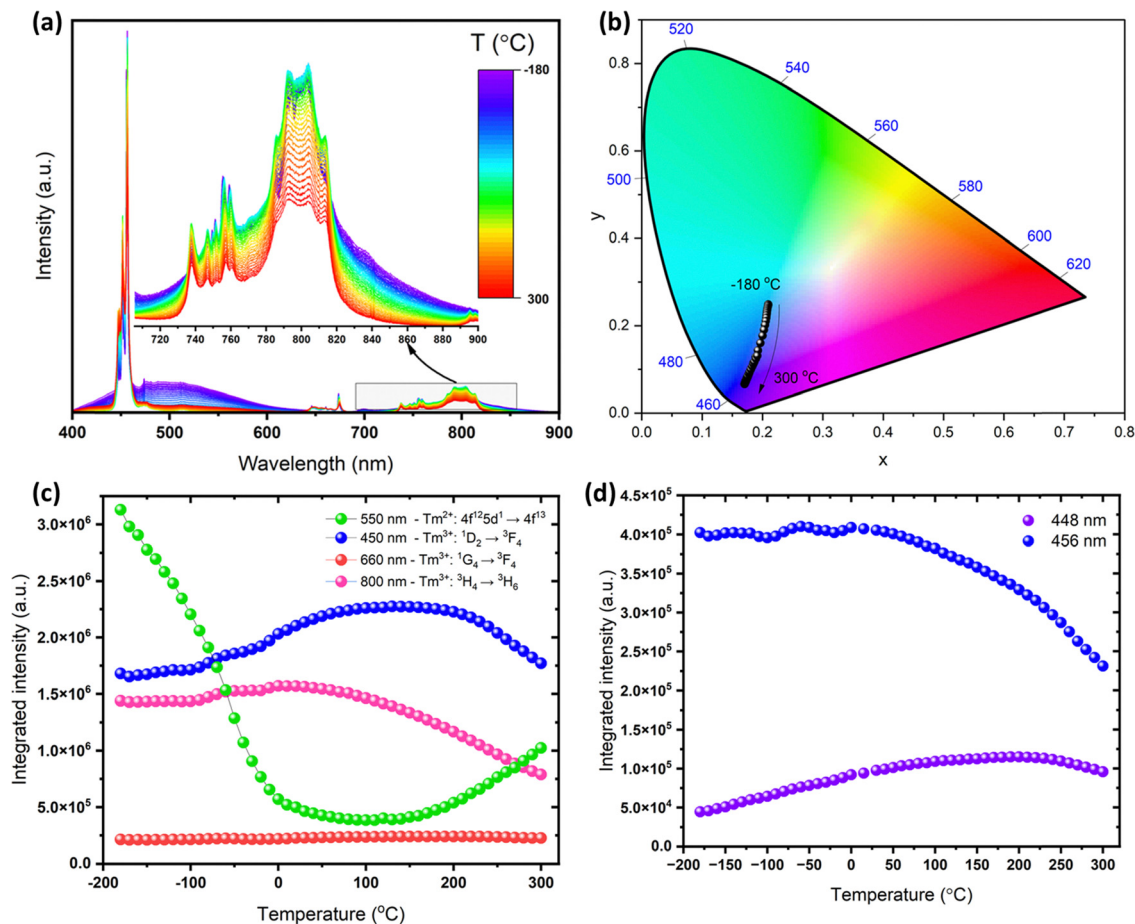 (a)
T (°C)
-180
300
Intensity (a.u.)
720 740 760 780 800 820 840 860 880 900
400 500 600 700 800 900
Wavelength (nm)
(b)
520
540
560
500
580
600
620
480
460
-180 °C
300 °C
0.8
0.6
0.4
0.2
0.0
y
0.0 0.1 0.2 0.3 0.4 0.5 0.6 0.7 0.8
x
(c)
550 nm - Tm²⁺: 4f¹²5d¹ → 4f¹³
450 nm - Tm³⁺: ¹D₂ → ³F₄
660 nm - Tm³⁺: ¹G₄ → ³F₄
800 nm - Tm³⁺: ³H₄ → ³H₆
3.0×10⁶
2.5×10⁶
2.0×10⁶
1.5×10⁶
1.0×10⁶
5.0×10⁵
0.0
Integrated intensity (a.u.)
-200 -100 0 100 200 300
Temperature (°C)
(d)
448 nm
456 nm
4.5×10⁵
4.0×10⁵
3.5×10⁵
3.0×10⁵
2.5×10⁵
2.0×10⁵
1.5×10⁵
1.0×10⁵
5.0×10⁴
0.0
Integrated intensity (a.u.)
-200 -150 -100 -50 0 50 100 150 200 250 300
Temperature (°C)